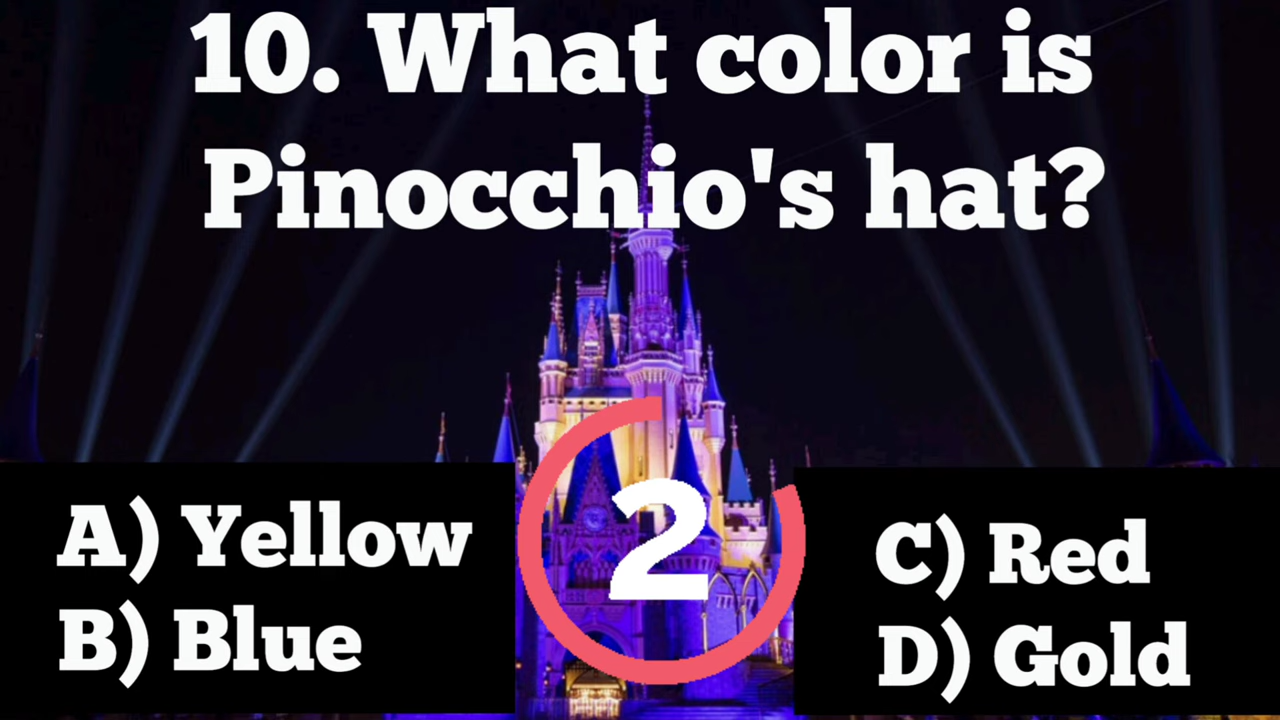 10. What color is
Pinocchio's hat?
A) Yellow
B) Blue
2
C) Red
D) Gold